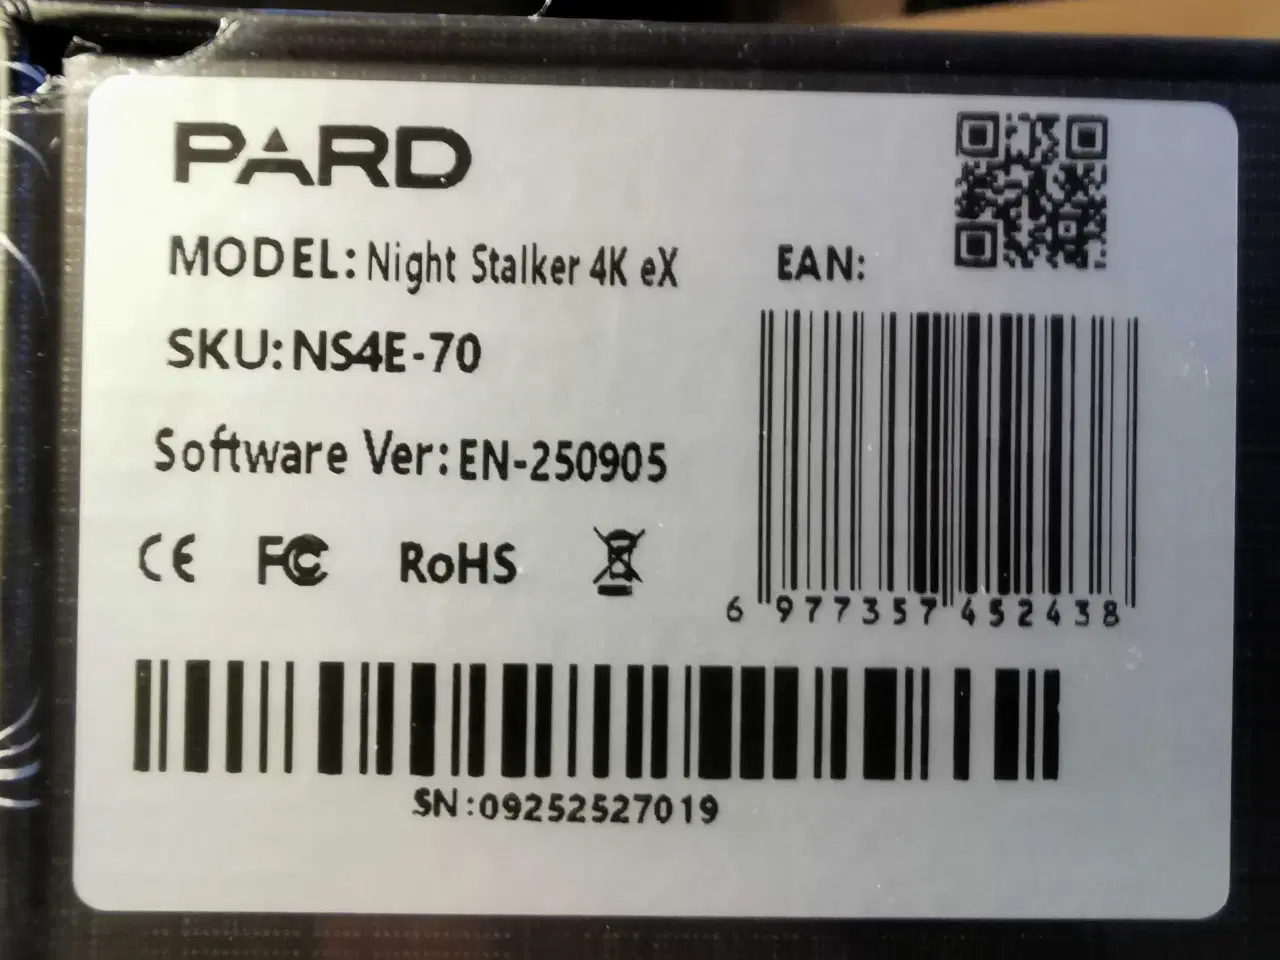 PARD
MODEL: Night Stalker 4K eX
EAN:
SKU: NS4E-70
Software Ver: EN-250905
CE FC RoHS
6 977357 452438
SN:09252527019